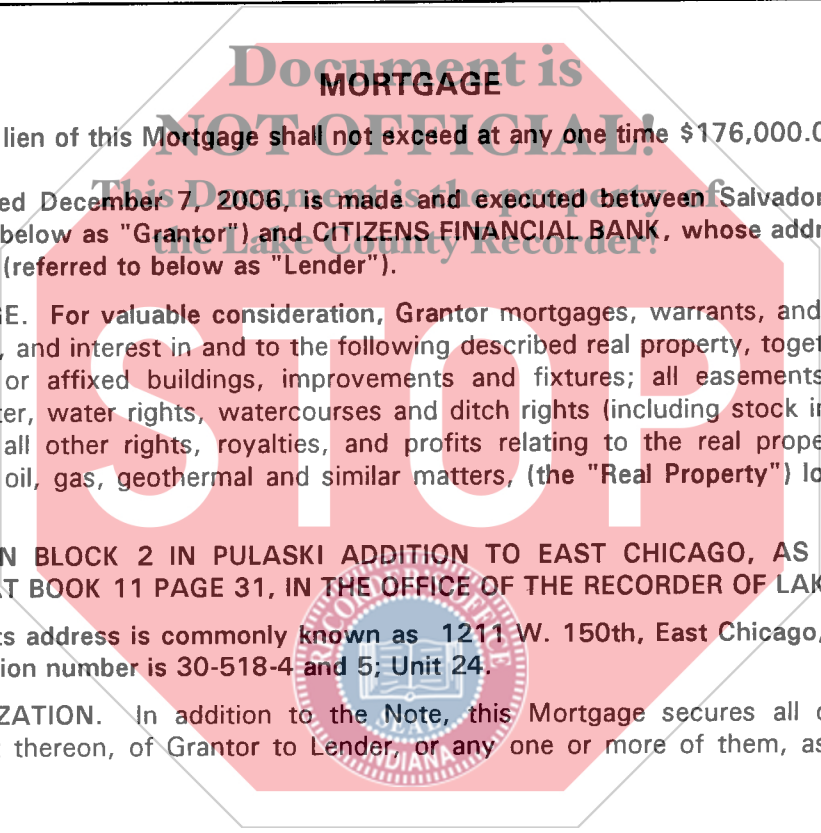 Document is
MORTGAGE
NOT OFFICIAL!
lien of this Mortgage shall not exceed at any one time $176,000.0
This Document is the property of
ed December 7, 2006, is made and executed between Salvador
the Lake County Recorder!
below as "Grantor") and CITIZENS FINANCIAL BANK, whose addr
(referred to below as "Lender").
GE. For valuable consideration, Grantor mortgages, warrants, and
, and interest in and to the following described real property, toget
or affixed buildings, improvements and fixtures; all easements
ter, water rights, watercourses and ditch rights (including stock in
all other rights, royalties, and profits relating to the real prope
oil, gas, geothermal and similar matters, (the "Real Property") lo
STOP
N BLOCK 2 IN PULASKI ADDITION TO EAST CHICAGO, AS
AT BOOK 11 PAGE 31, IN THE OFFICE OF THE RECORDER OF LAK
ts address is commonly known as 1211 W. 150th, East Chicago,
tion number is 30-518-4 and 5; Unit 24.
RECORDER OFFICE
SEAL
INDIANA
ZATION. In addition to the Note, this Mortgage secures all o
t thereon, of Grantor to Lender, or any one or more of them, as